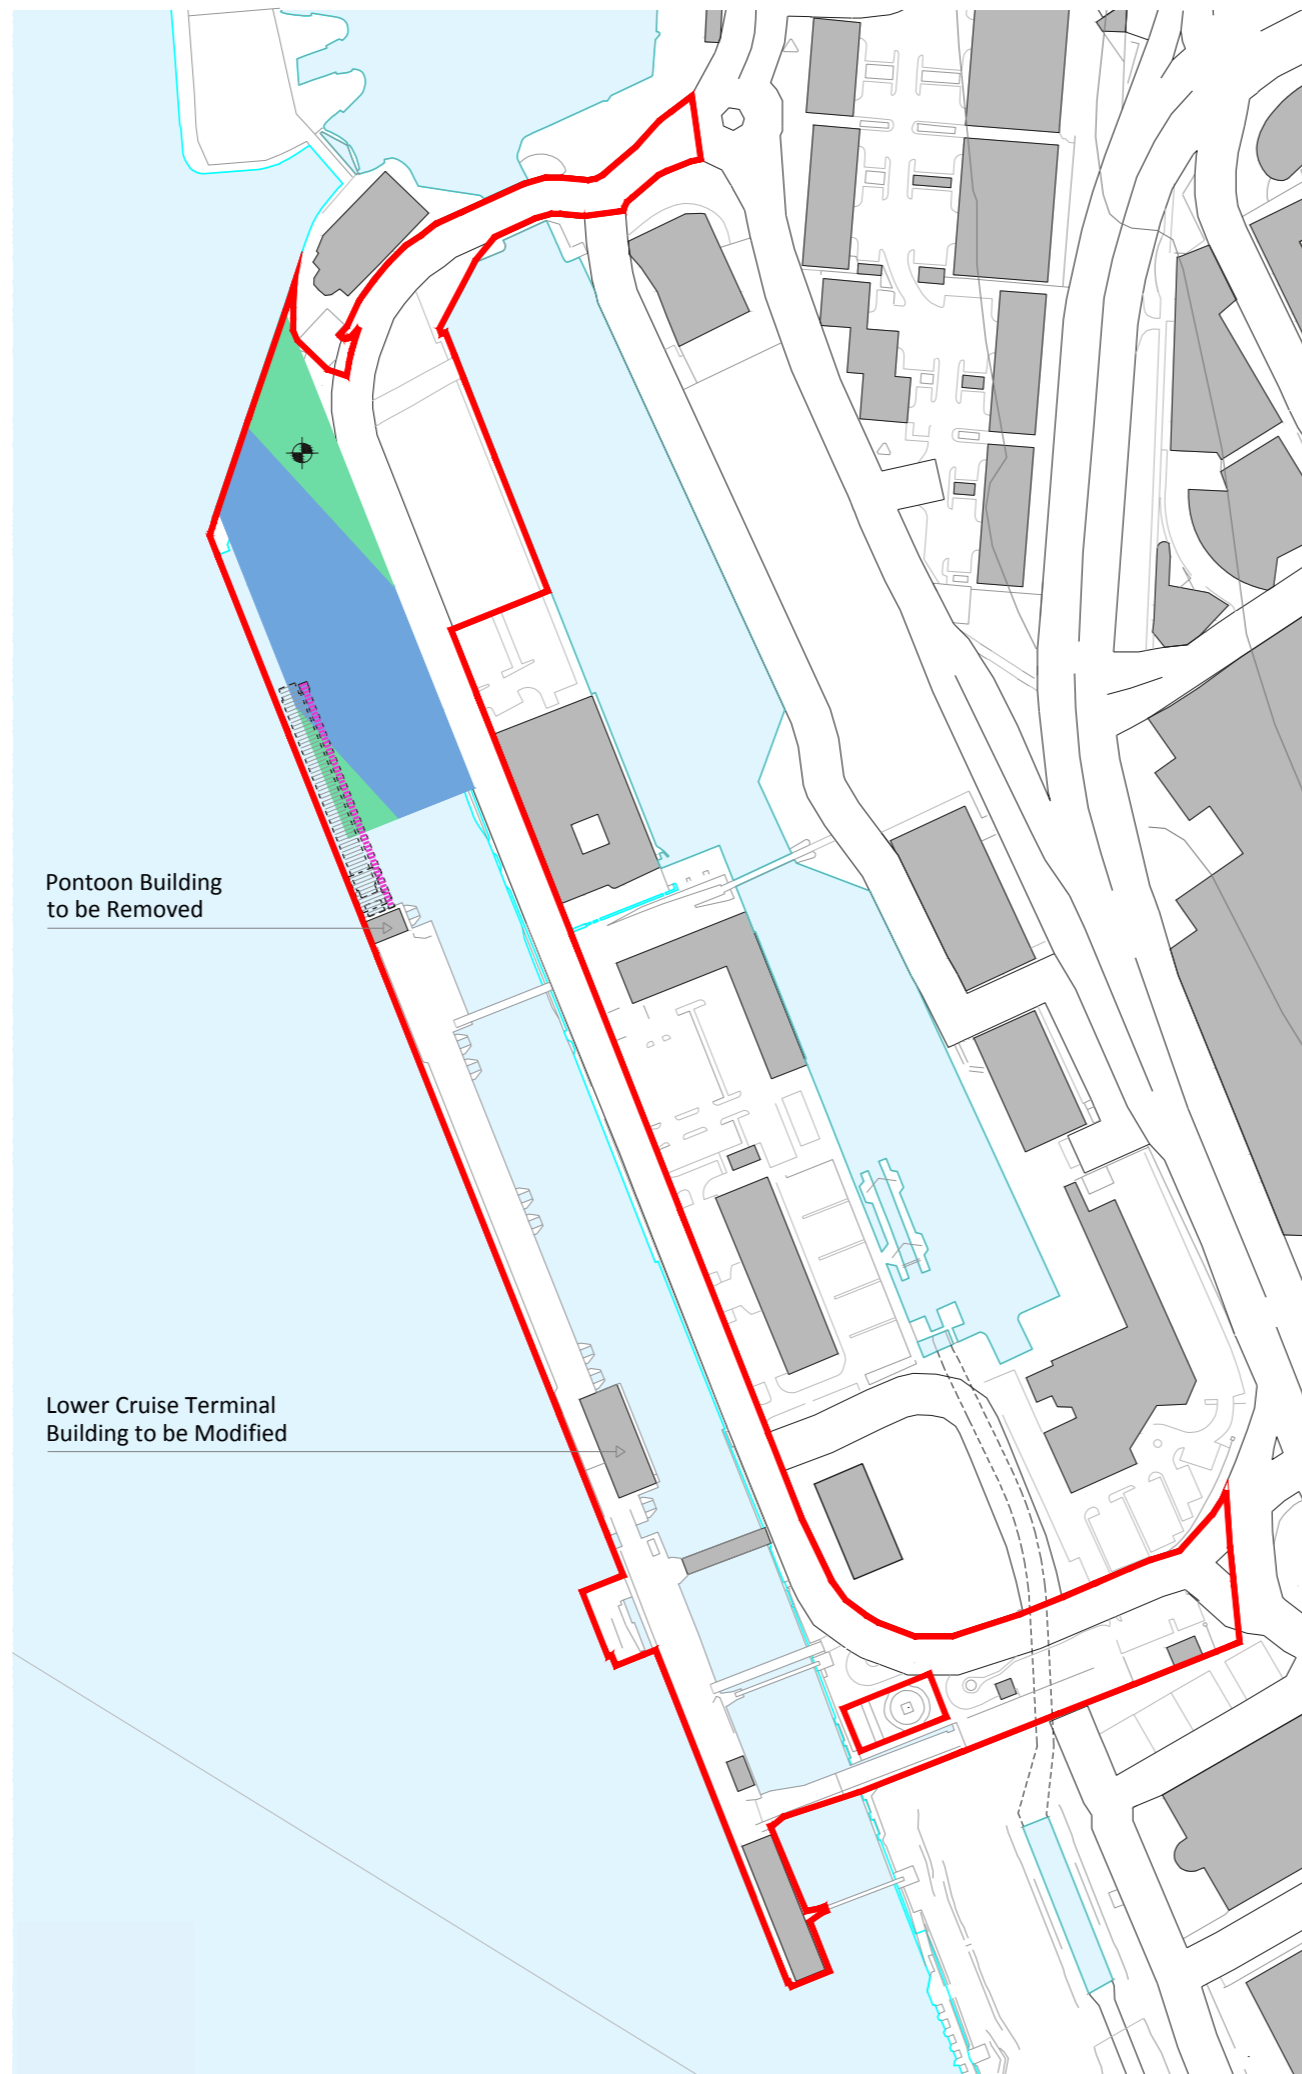 Pontoon Building
to be Removed
Lower Cruise Terminal
Building to be Modified